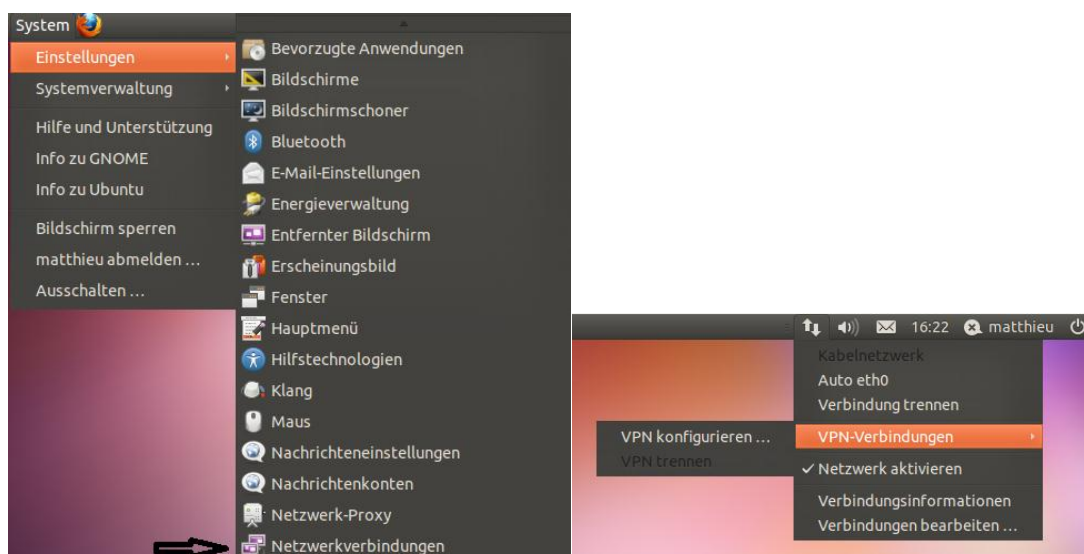 System
Einstellungen
Systemverwaltung
Hilfe und Unterstützung
Info zu GNOME
Info zu Ubuntu
Bildschirm sperren
matthieu abmelden ...
Ausschalten ...
Bevorzugte Anwendungen
Bildschirme
Bildschirmschoner
Bluetooth
E-Mail-Einstellungen
Energieverwaltung
Entfernter Bildschirm
Erscheinungsbild
Fenster
Hauptmenü
Hilfstechnologien
Klang
Maus
Nachrichteneinstellungen
Nachrichtenkonten
Netzwerk-Proxy
Netzwerkverbindungen
16:22 matthieu
Kabelnetzwerk
Auto eth0
Verbindung trennen
VPN-Verbindungen
VPN konfigurieren ...
VPN trennen
Netzwerk aktivieren
Verbindungsinformationen
Verbindungen bearbeiten ...